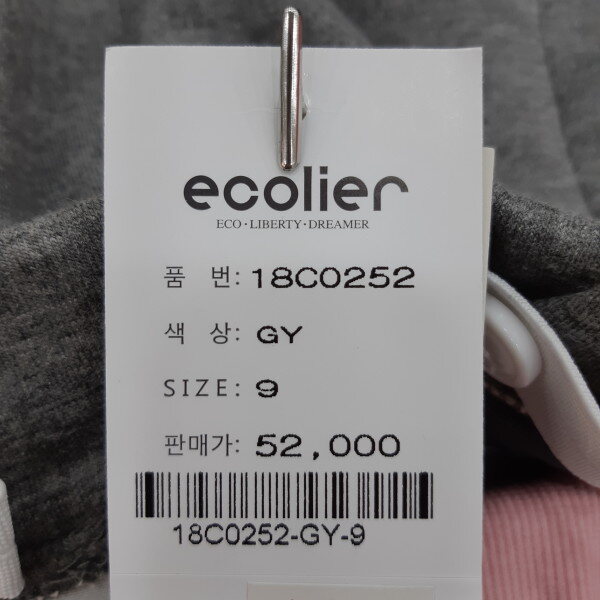 ecolier
ECO·LIBERTY·DREAMER
품 번: 18C0252
색 상: GY
SIZE: 9
판매가: 52,000
18C0252-GY-9